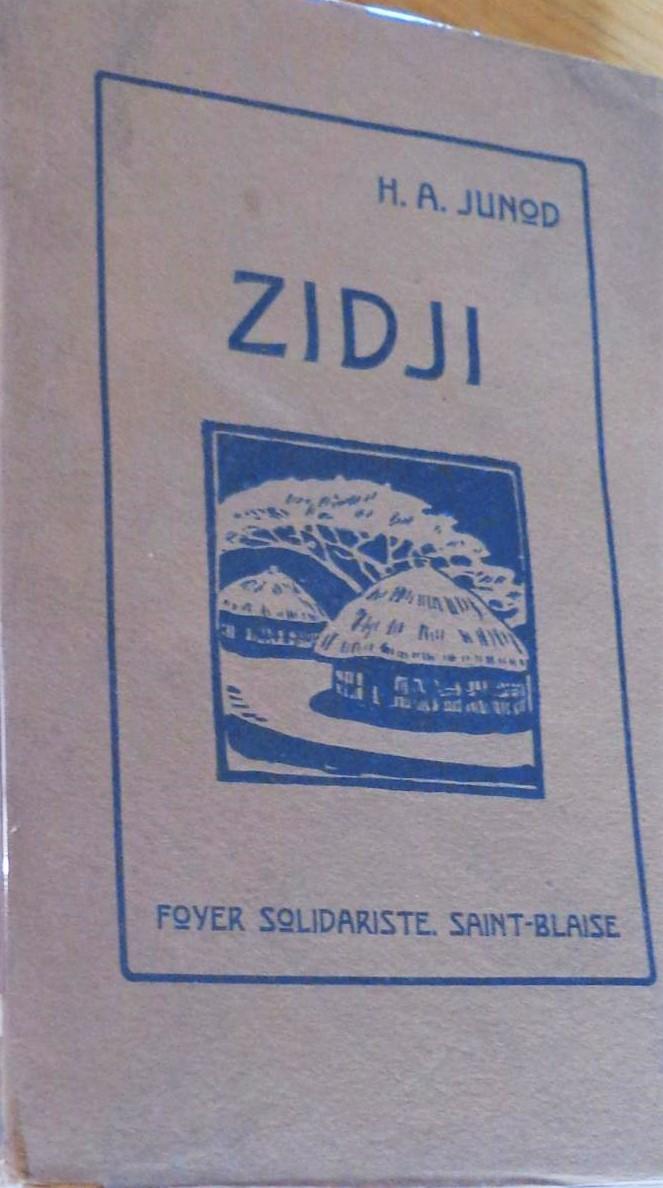 H. A. JUNOD
ZIDJI
FOYER SOLIDARISTE. SAINT-BLAISE